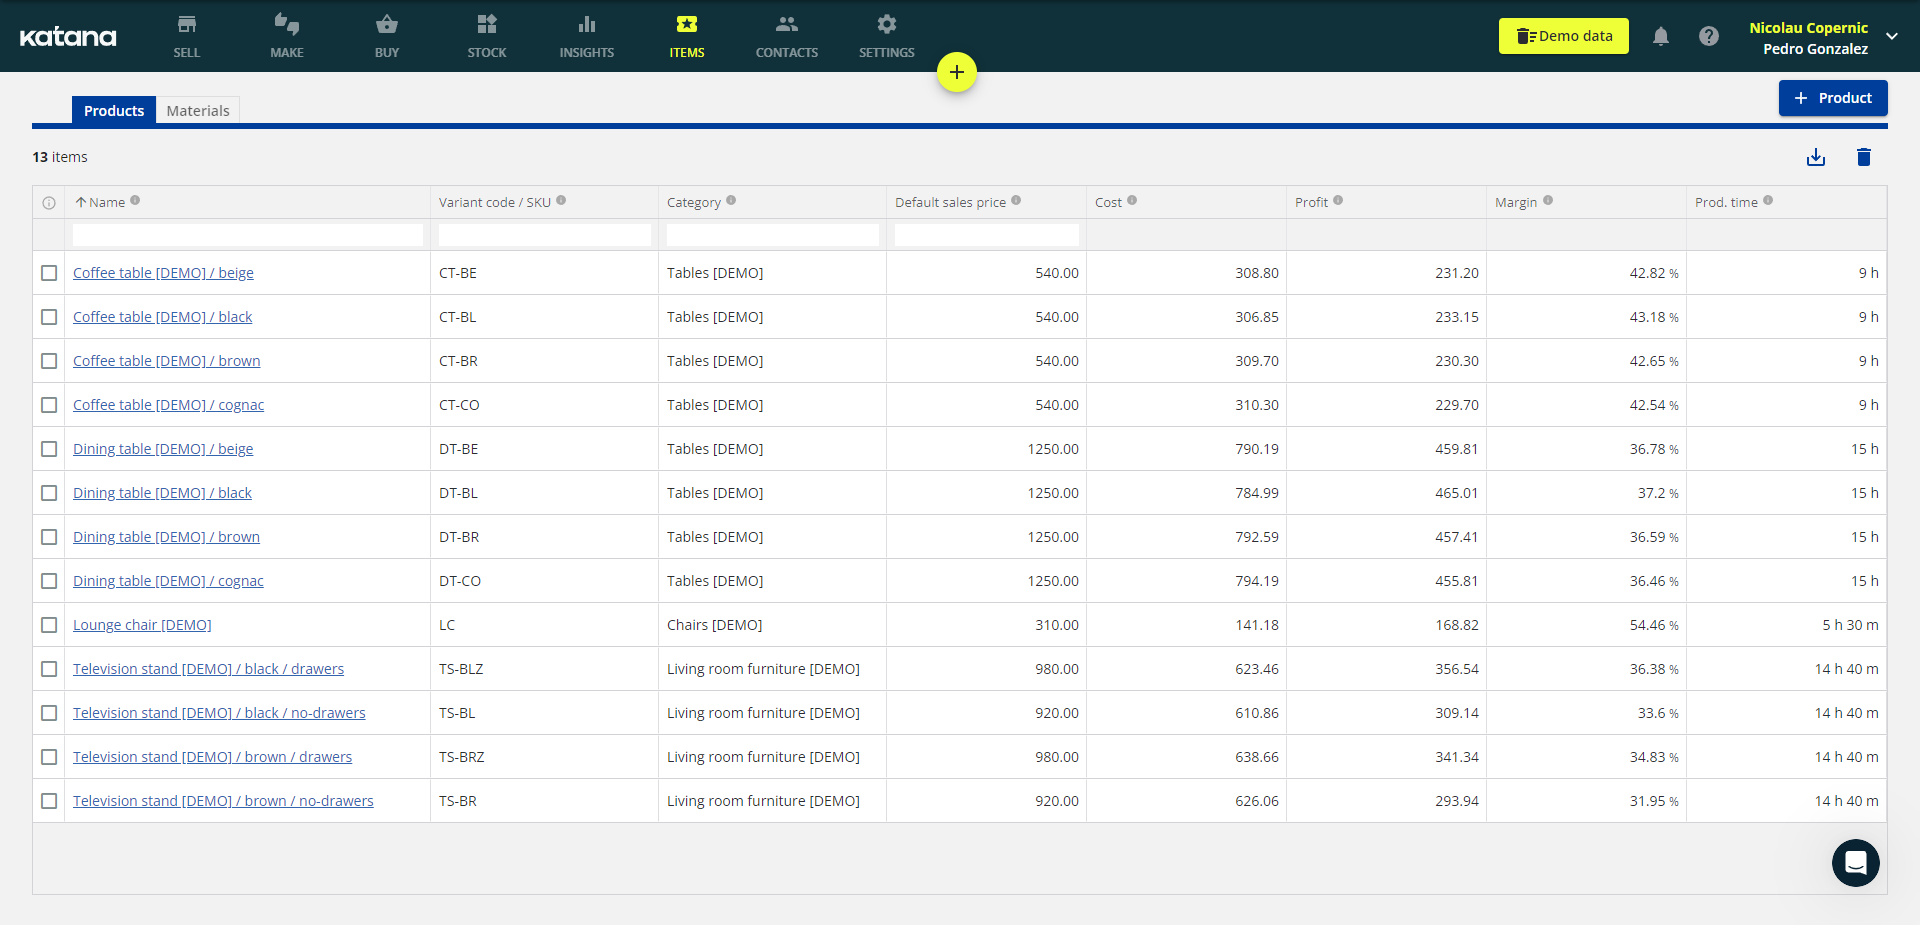 katana
SELL MAKE BUY STOCK INSIGHTS ITEMS CONTACTS SETTINGS
Demo data
Nicolau Copernic
Pedro Gonzalez
Products Materials
Product
13 items
Name Variant code / SKU Category Default sales price Cost Profit Margin Prod. time
Coffee table [DEMO] / beige CT-BE Tables [DEMO] 540.00 308.80 231.20 42.82 % 9 h
Coffee table [DEMO] / black CT-BL Tables [DEMO] 540.00 306.85 233.15 43.18 % 9 h
Coffee table [DEMO] / brown CT-BR Tables [DEMO] 540.00 309.70 230.30 42.65 % 9 h
Coffee table [DEMO] / cognac CT-CO Tables [DEMO] 540.00 310.30 229.70 42.54 % 9 h
Dining table [DEMO] / beige DT-BE Tables [DEMO] 1250.00 790.19 459.81 36.78 % 15 h
Dining table [DEMO] / black DT-BL Tables [DEMO] 1250.00 784.99 465.01 37.2 % 15 h
Dining table [DEMO] / brown DT-BR Tables [DEMO] 1250.00 792.59 457.41 36.59 % 15 h
Dining table [DEMO] / cognac DT-CO Tables [DEMO] 1250.00 794.19 455.81 36.46 % 15 h
Lounge chair [DEMO] LC Chairs [DEMO] 310.00 141.18 168.82 54.46 % 5 h 30 m
Television stand [DEMO] / black / drawers TS-BLZ Living room furniture [DEMO] 980.00 623.46 356.54 36.38 % 14 h 40 m
Television stand [DEMO] / black / no-drawers TS-BL Living room furniture [DEMO] 920.00 610.86 309.14 33.6 % 14 h 40 m
Television stand [DEMO] / brown / drawers TS-BRZ Living room furniture [DEMO] 980.00 638.66 341.34 34.83 % 14 h 40 m
Television stand [DEMO] / brown / no-drawers TS-BR Living room furniture [DEMO] 920.00 626.06 293.94 31.95 % 14 h 40 m